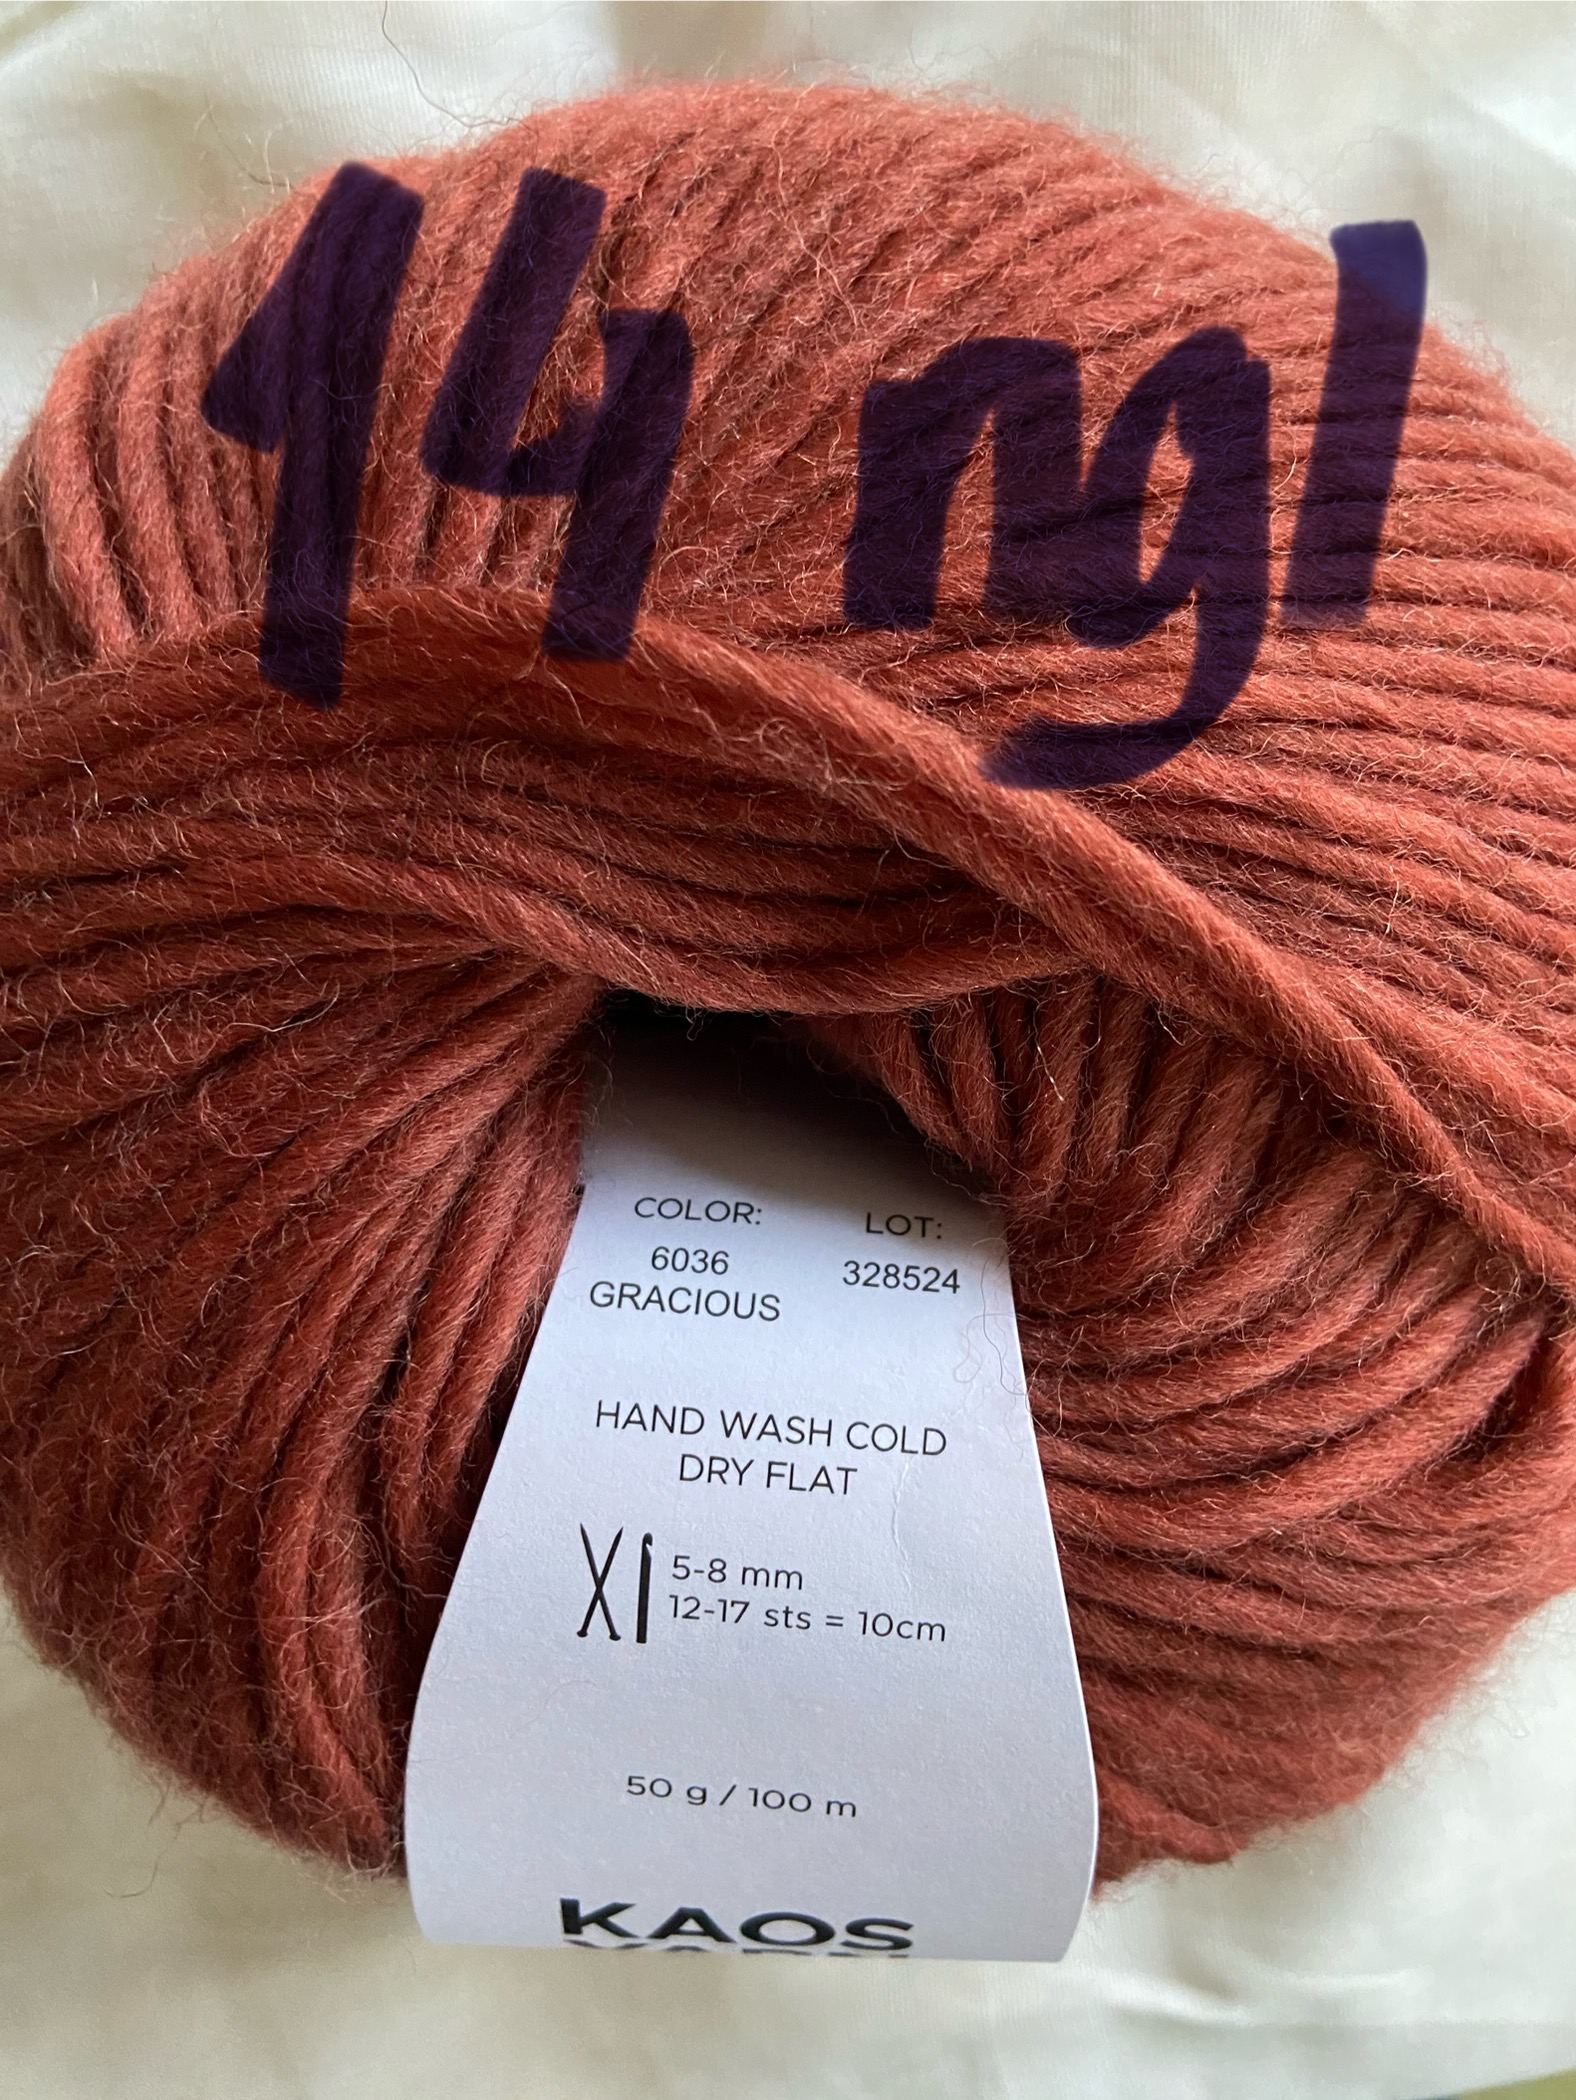 14 ngl
COLOR: LOT:
6036 328524
GRACIOUS
HAND WASH COLD
DRY FLAT
5-8 mm
12-17 sts = 10cm
50 g / 100 m
KAOS